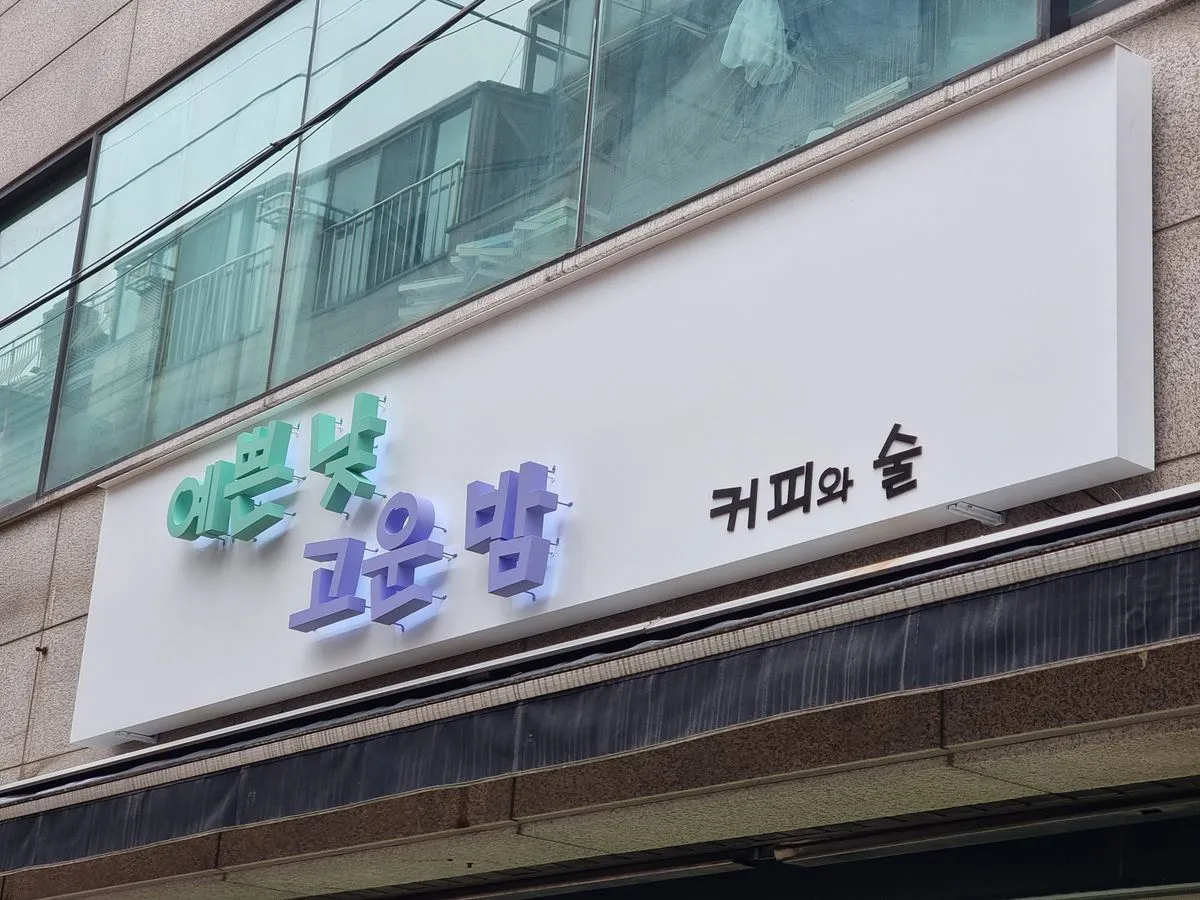 예쁜 낮
고운 밤
커피와 술